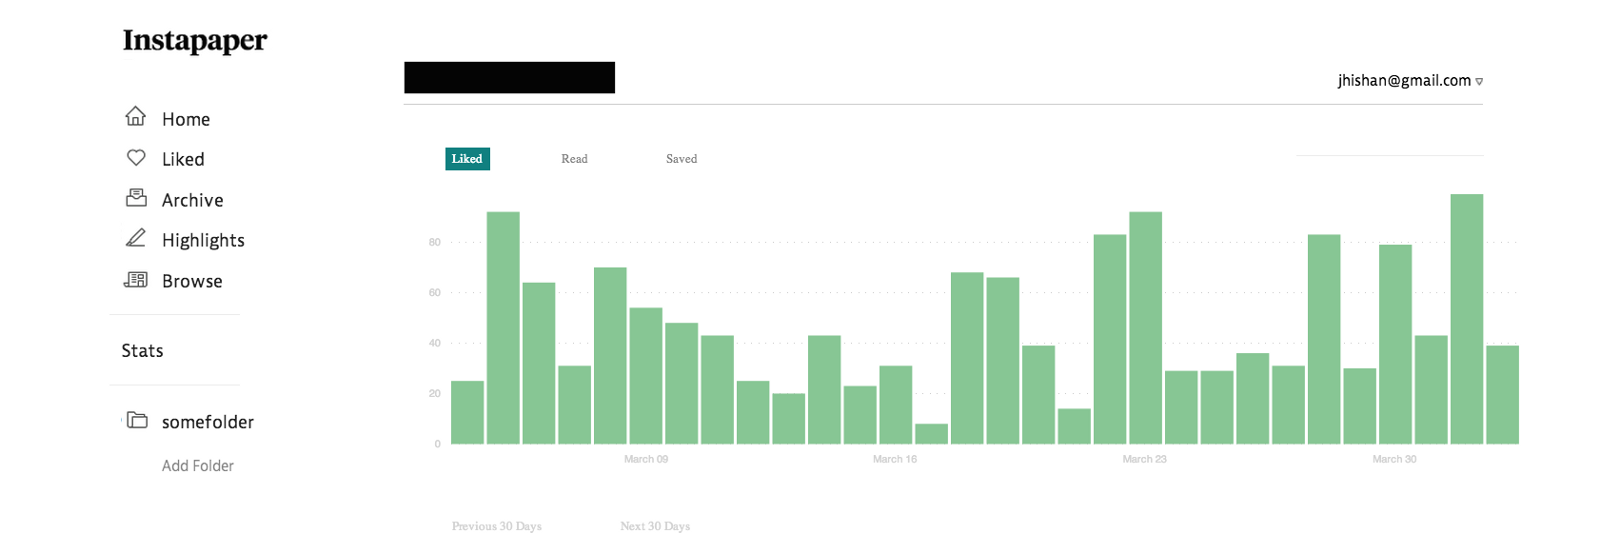 Instapaper
jhishan@gmail.com
Home
Liked
Archive
Highlights
Browse
Stats
somefolder
Add Folder
Liked Read Saved
80
60
40
20
0
March 09 March 16 March 23 March 30
Previous 30 Days Next 30 Days